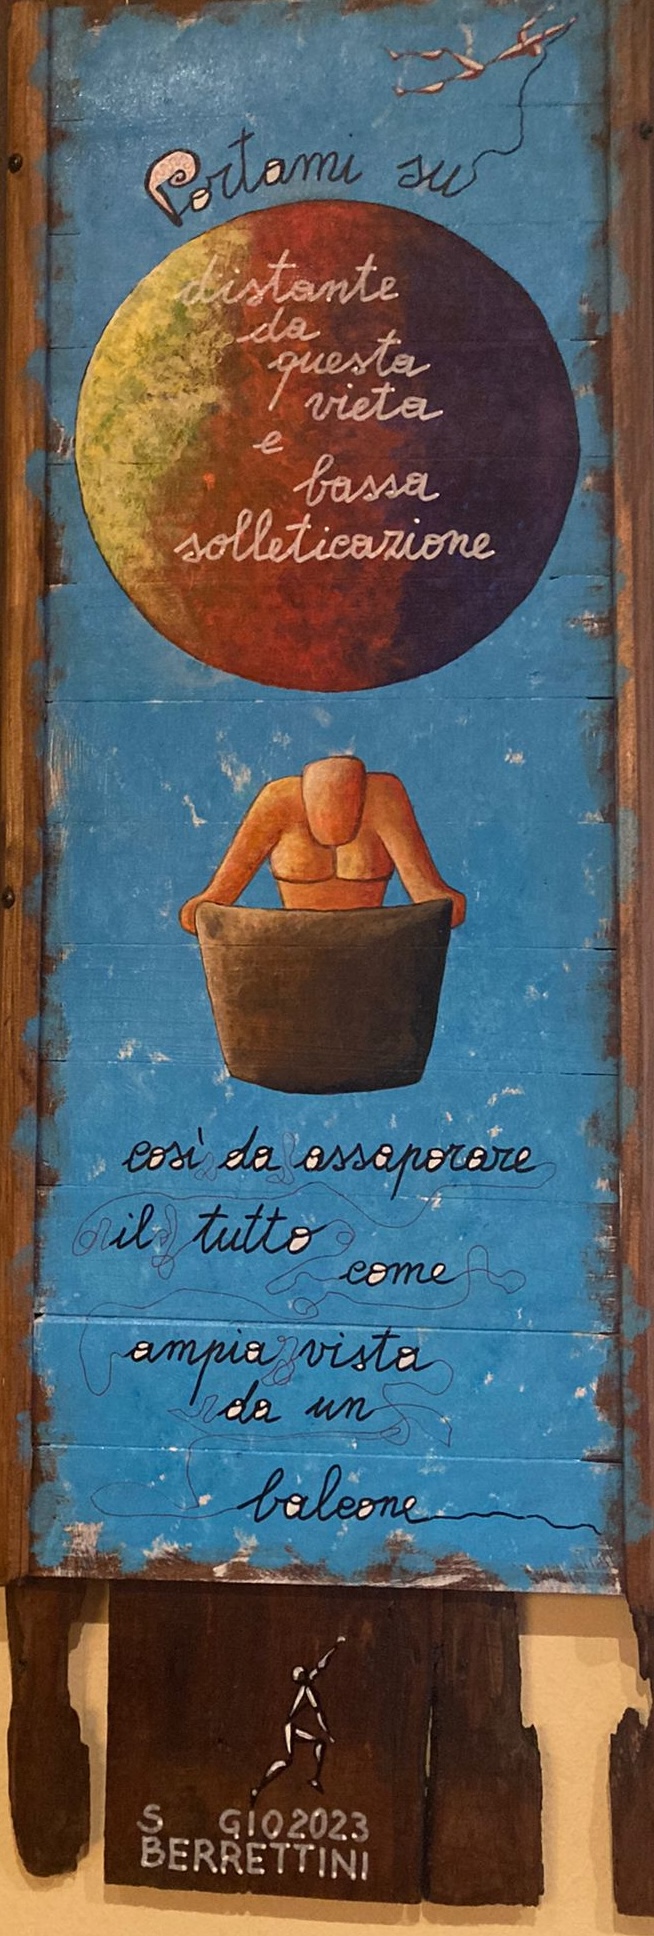 Portami su
distante
da
questa
vieta
e
bassa
solleticazione
così da assaporare
il tutto
come
ampia vista
da un
balcone
S GIO 2023
BERRETTINI